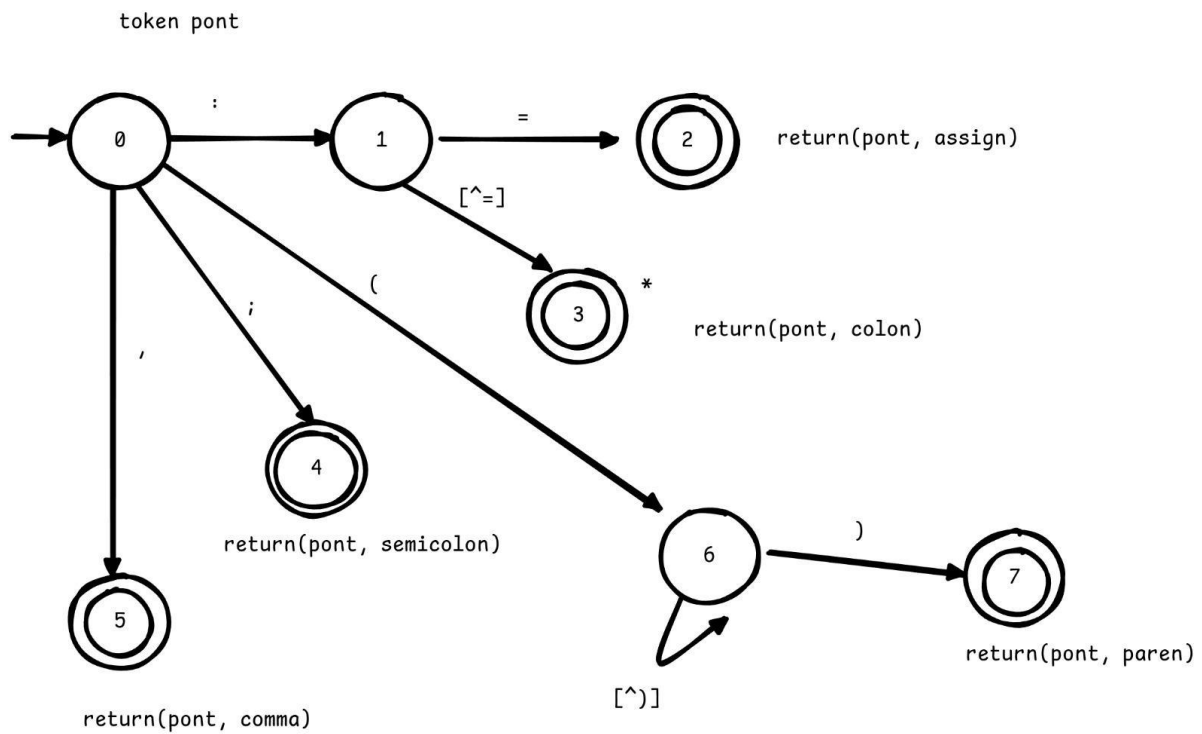 token pont
:
0
1
=
2
return(pont, assign)
[^=]
(
3
*
;
return(pont, colon)
,
4
return(pont, semicolon)
)
6
7
5
return(pont, paren)
[^)]
return(pont, comma)